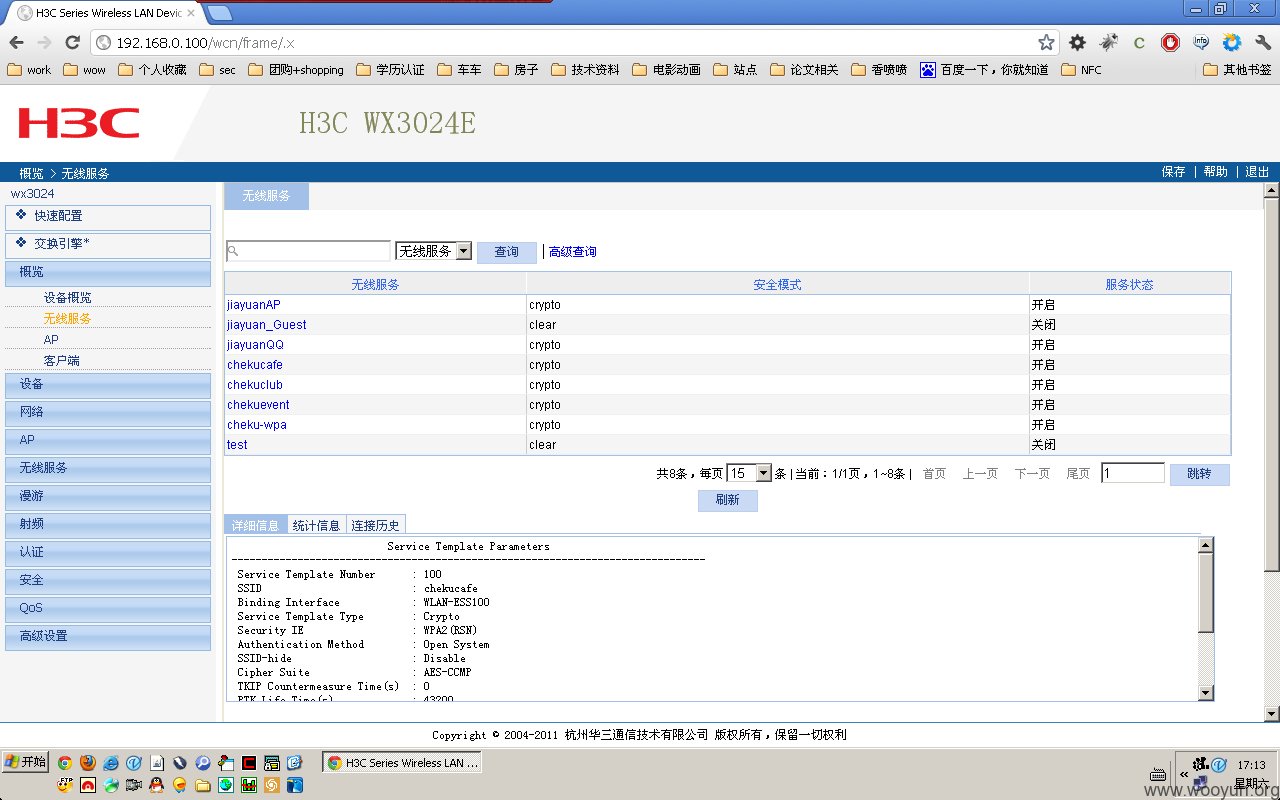 H3C Series Wireless LAN Devic
192.168.0.100/wcn/frame/.x
work wow 个人收藏 sec 团购+shopping 学历认证 车车 房子 技术资料 电影动画 站点 论文相关 香喷喷 百度一下，你就知道 NFC 其他书签
H3C
H3C WX3024E
概览 > 无线服务
保存 | 帮助 | 退出
wx3024
快速配置
交换引擎*
概览
设备概览
无线服务
AP
客户端
设备
网络
AP
无线服务
漫游
射频
认证
安全
QoS
高级设置
无线服务
无线服务 查询 | 高级查询
无线服务 安全模式 服务状态
jiayuanAP crypto 开启
jiayuan_Guest clear 关闭
jiayuanQQ crypto 开启
chekucafe crypto 开启
chekuclub crypto 开启
chekuevent crypto 开启
cheku-wpa crypto 开启
test clear 关闭
共8条，每页 15 条 | 当前：1/1页，1~8条 | 首页 上一页 下一页 尾页 1 跳转
刷新
详细信息 统计信息 连接历史
Service Template Parameters
--------------------------------------------------------------------------------
Service Template Number : 100
SSID : chekucafe
Binding Interface : WLAN-ESS100
Service Template Type : Crypto
Security IE : WPA2(RSN)
Authentication Method : Open System
SSID-hide : Disable
Cipher Suite : AES-CCMP
TKIP Countermeasure Time(s) : 0
PTK Life Time(s) : 43200
Copyright © 2004-2011 杭州华三通信技术有限公司 版权所有，保留一切权利
开始
H3C Series Wireless LAN ...
17:13
星期六
www.wooyun.org